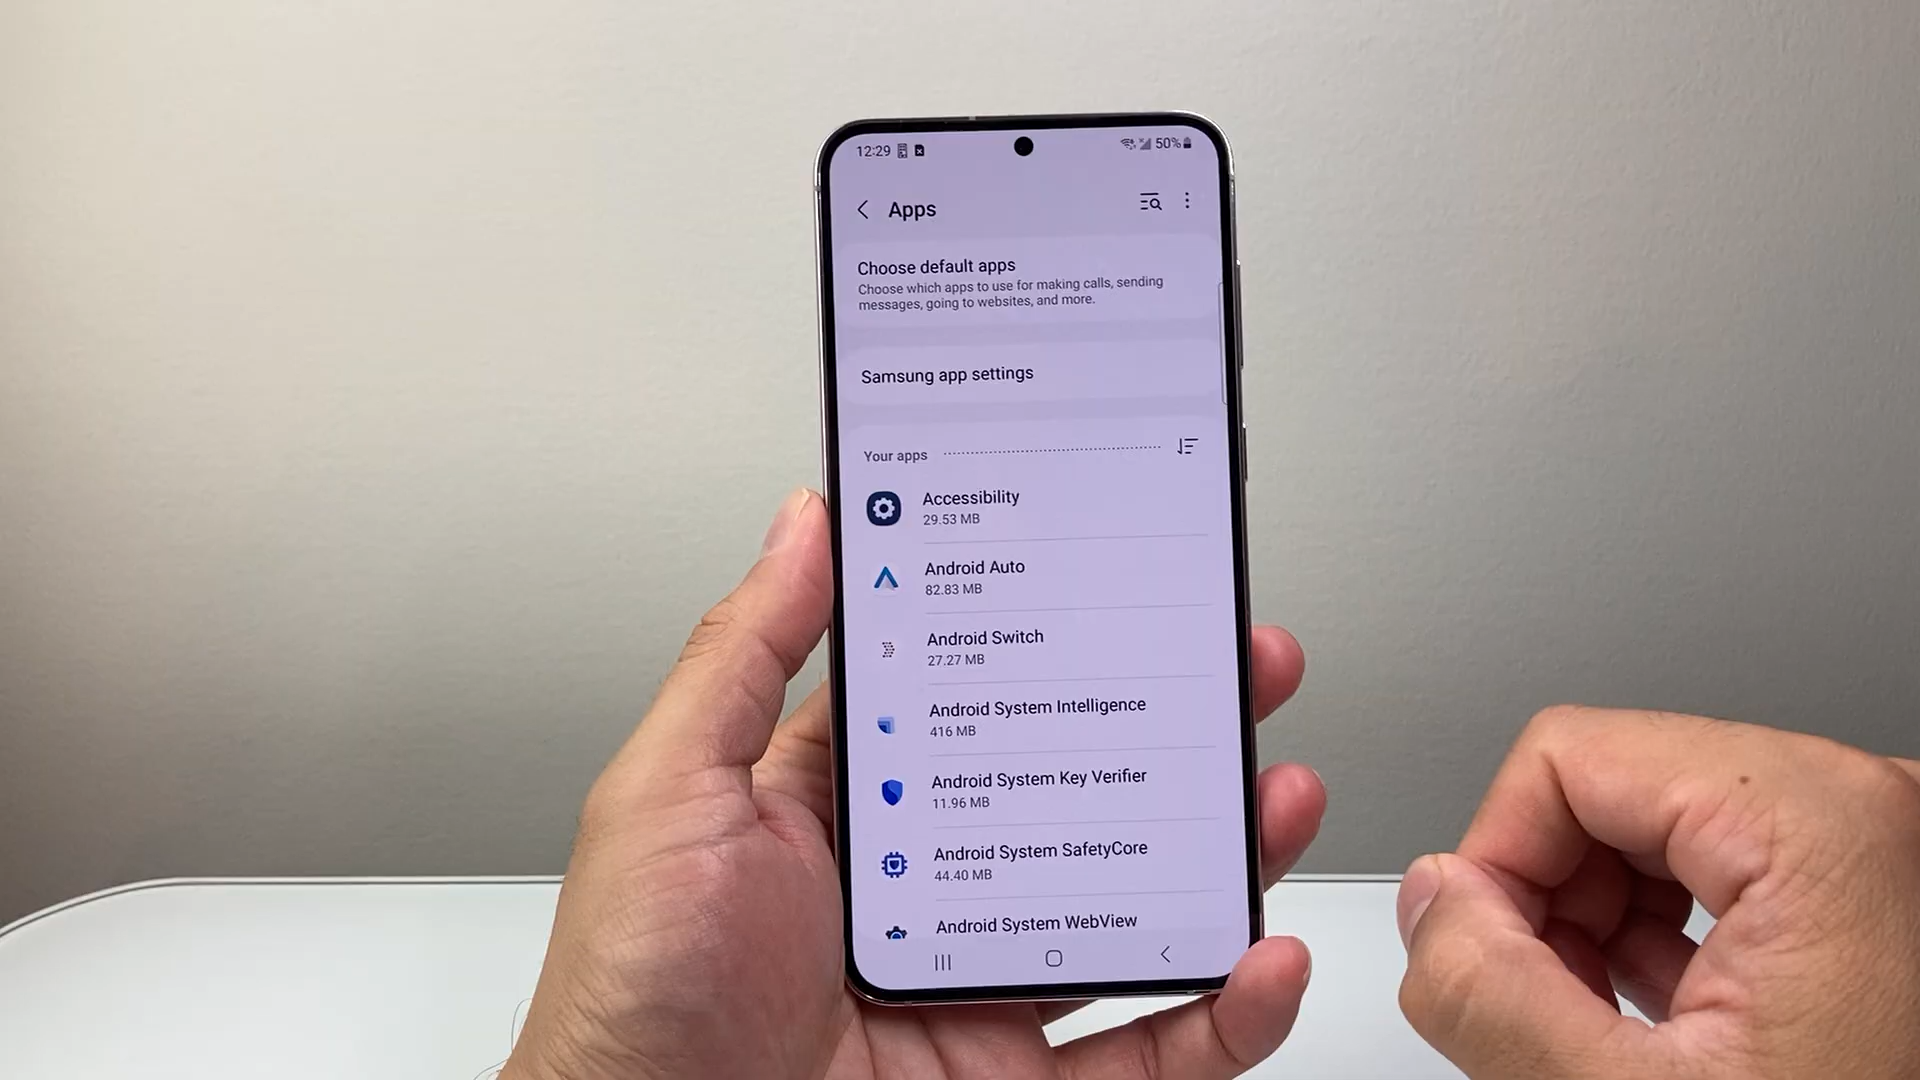 12:29
50%
Apps
Choose default apps
Choose which apps to use for making calls, sending
messages, going to websites, and more.
Samsung app settings
Your apps
Accessibility
29.53 MB
Android Auto
82.83 MB
Android Switch
27.27 MB
Android System Intelligence
416 MB
Android System Key Verifier
11.96 MB
Android System SafetyCore
44.40 MB
Android System WebView